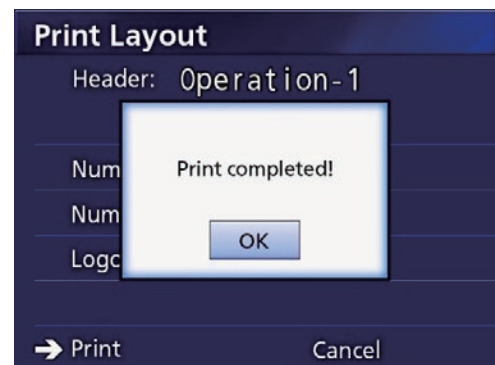 Print Layout
Header: Operation-1
Print completed!
Num
Num
OK
Logc
Print Cancel